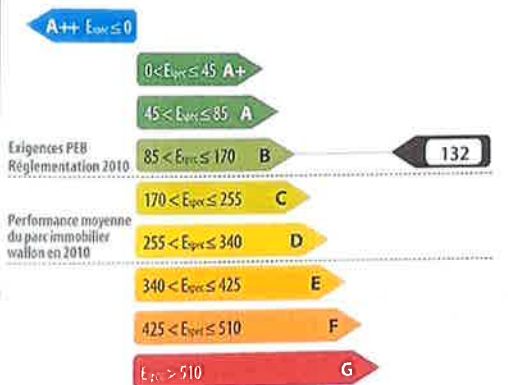 A++ Espec ≤ 0
0 < Espec ≤ 45 A+
45 < Espec ≤ 85 A
Exigences PEB
Réglementation 2010
85 < Espec ≤ 170 B
132
170 < Espec ≤ 255 C
Performance moyenne
du parc immobilier
wallon en 2010
255 < Espec ≤ 340 D
340 < Espec ≤ 425 E
425 < Espec ≤ 510 F
Espec > 510 G